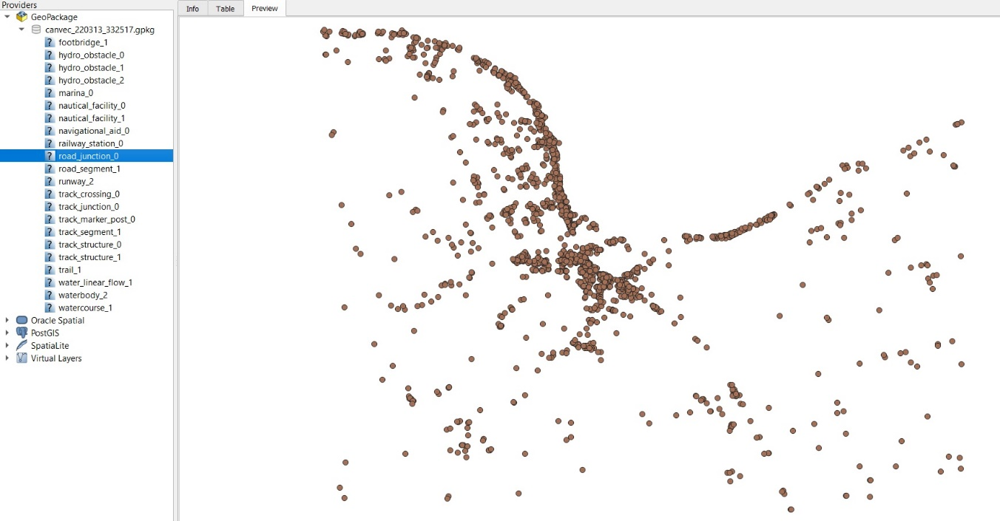 Providers
Info Table Preview
GeoPackage
canvec_220313_332517.gpkg
footbridge_1
hydro_obstacle_0
hydro_obstacle_1
hydro_obstacle_2
marina_0
nautical_facility_0
nautical_facility_1
navigational_aid_0
railway_station_0
road_junction_0
road_segment_1
runway_2
track_crossing_0
track_junction_0
track_marker_post_0
track_segment_1
track_structure_0
track_structure_1
trail_1
water_linear_flow_1
waterbody_2
watercourse_1
Oracle Spatial
PostGIS
SpatiaLite
Virtual Layers